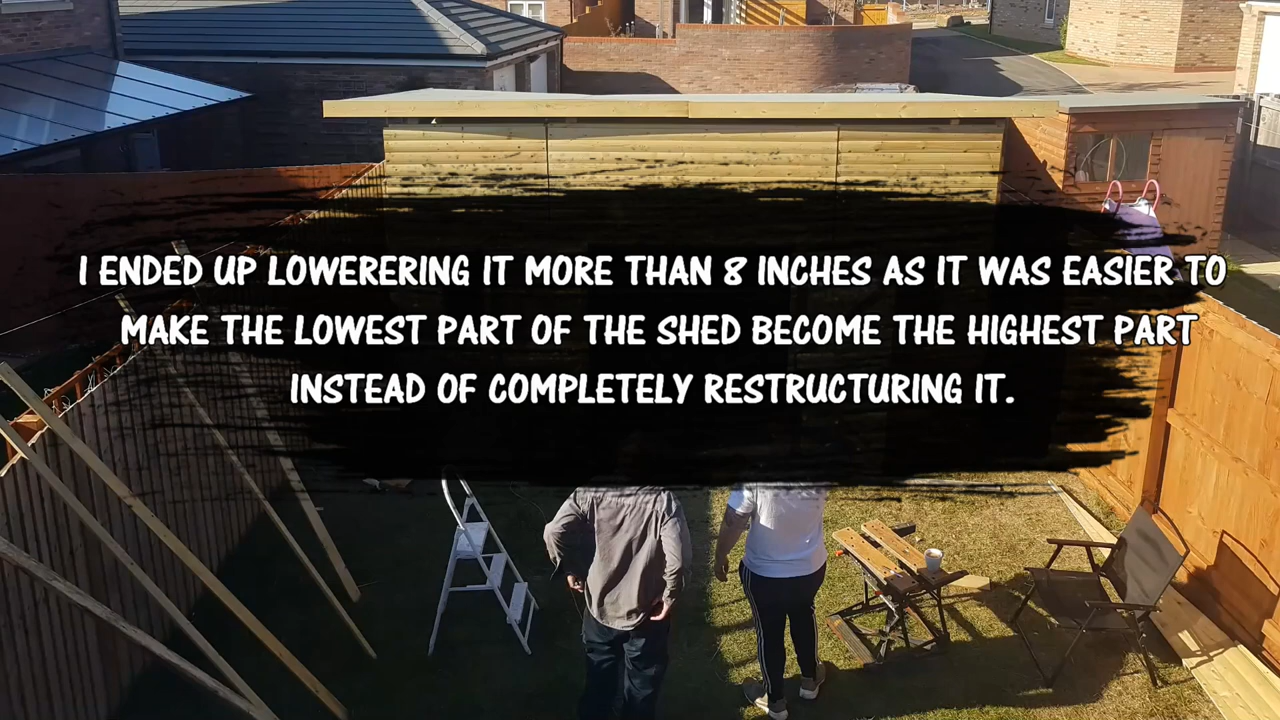 I ENDED UP LOWERERING IT MORE THAN 8 INCHES AS IT WAS EASIER TO
MAKE THE LOWEST PART OF THE SHED BECOME THE HIGHEST PART
INSTEAD OF COMPLETELY RESTRUCTURING IT.